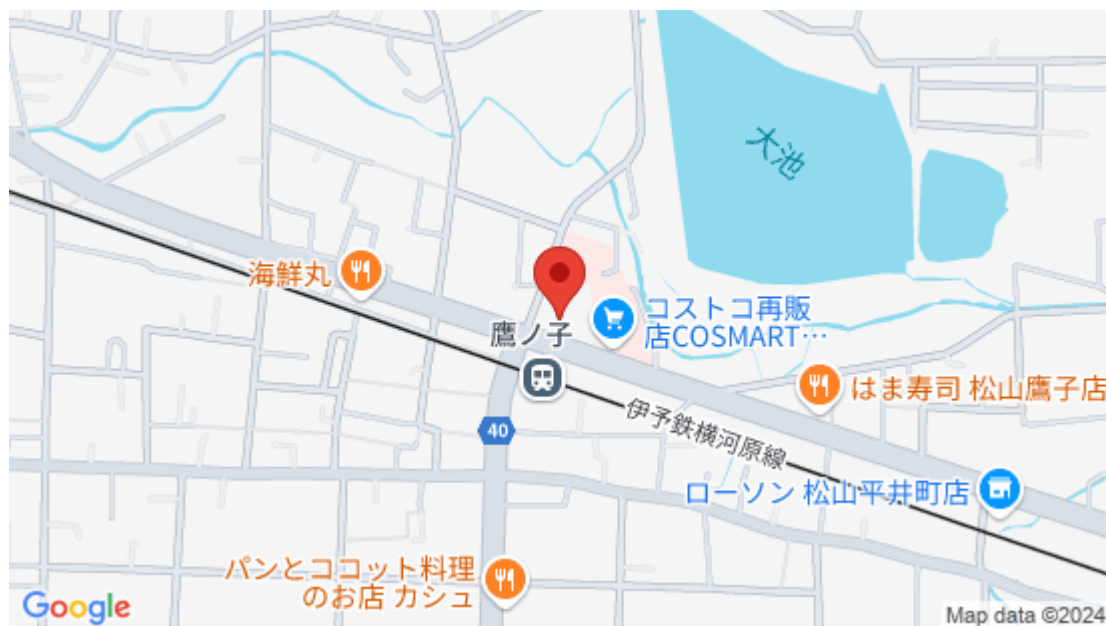 大池
海鮮丸
コストコ再販
店COSMART…
鷹ノ子
はま寿司 松山鷹子店
伊予鉄横河原線
40
ローソン 松山平井町店
パンとココット料理
のお店 カシュ
Google
Map data ©2024